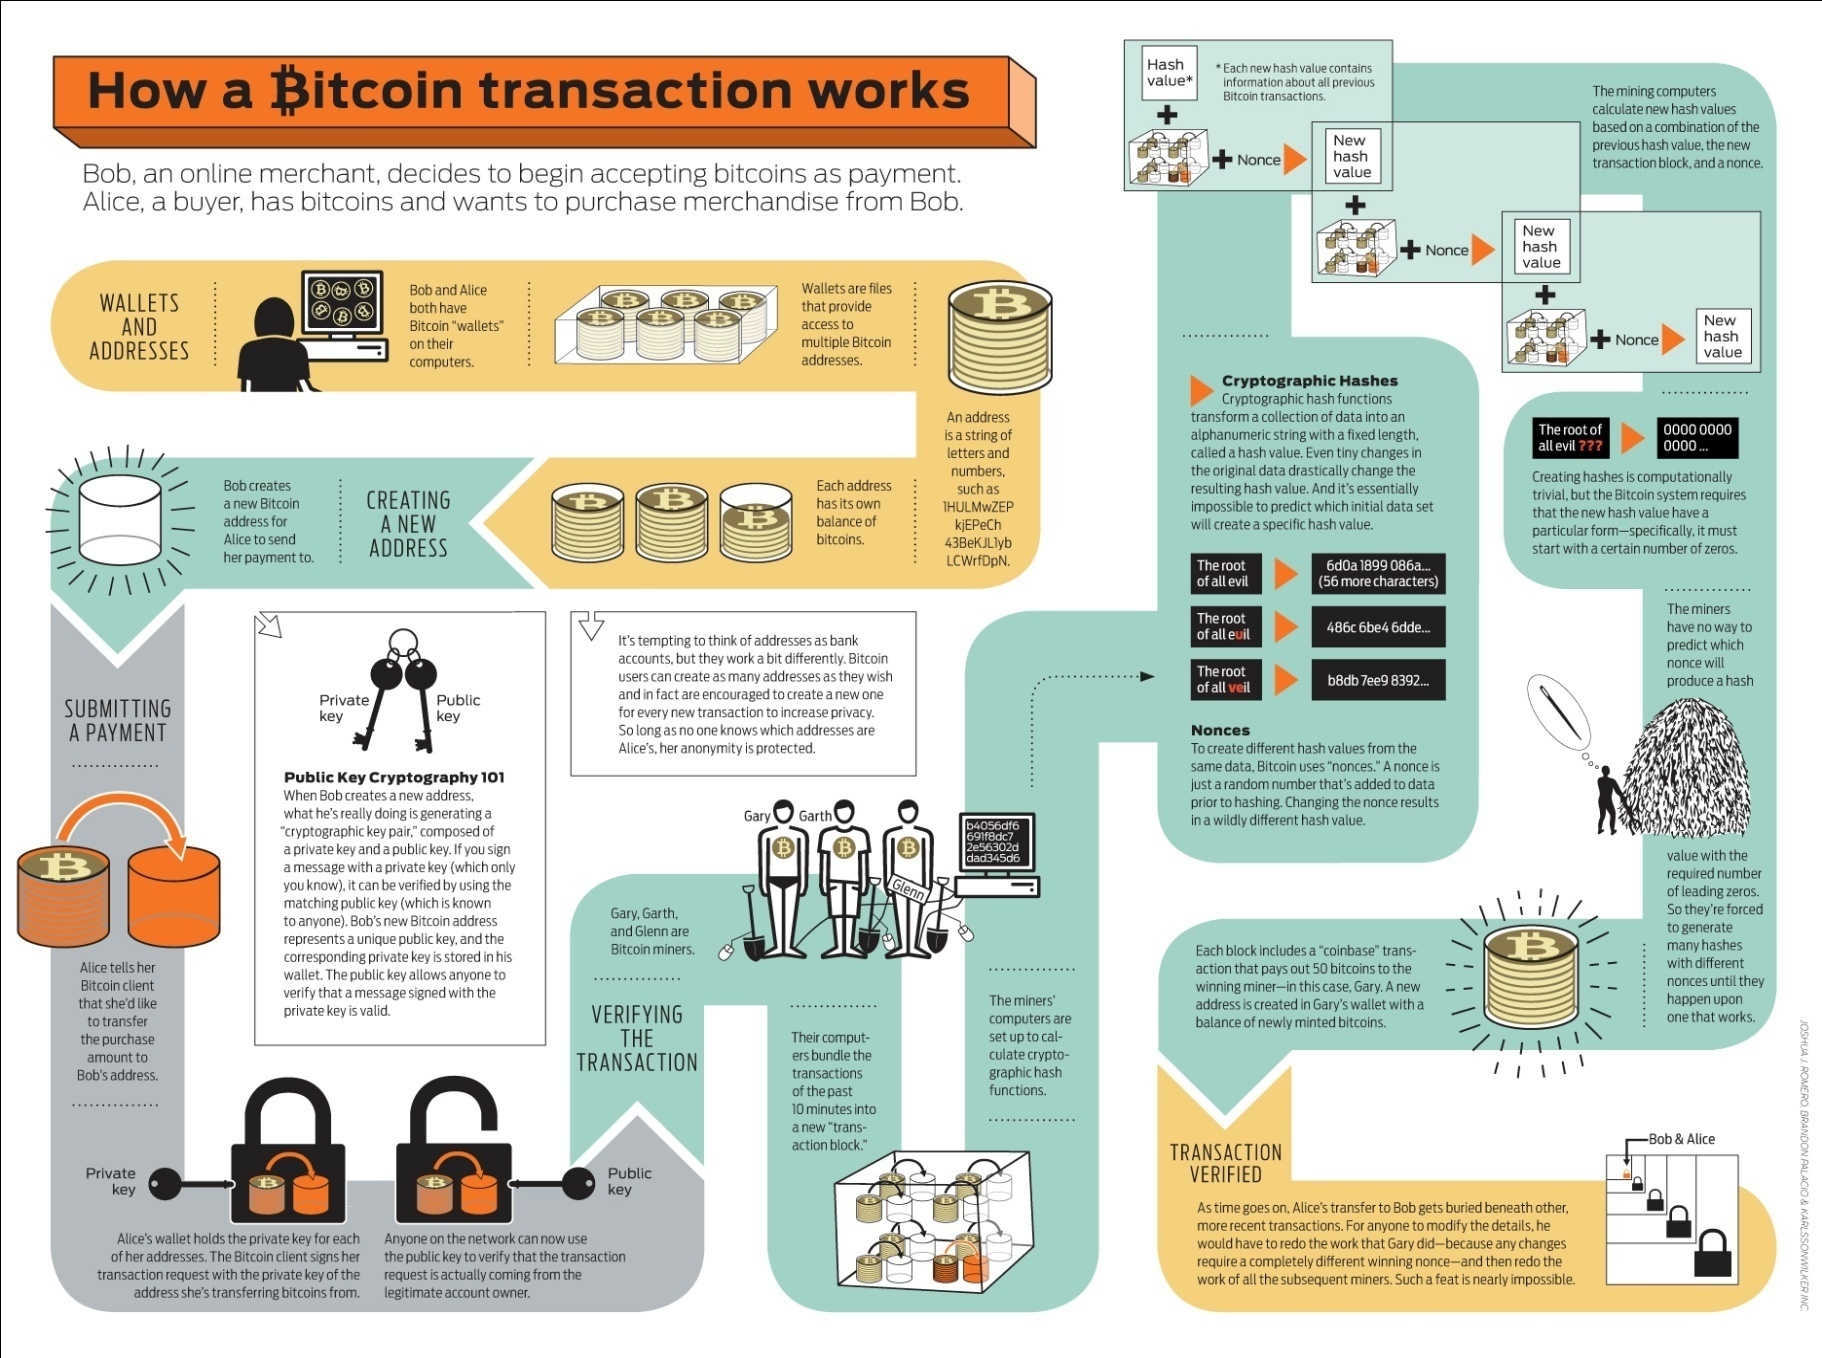 How a Bitcoin transaction works
Bob, an online merchant, decides to begin accepting bitcoins as payment.
Alice, a buyer, has bitcoins and wants to purchase merchandise from Bob.
WALLETS
AND
ADDRESSES
Bob and Alice
both have
Bitcoin “wallets”
on their
computers.
Wallets are files
that provide
access to
multiple Bitcoin
addresses.
An address
is a string of
letters and
numbers,
such as
1HULMwZEP
kjEPeCh
43BeKJL1yb
LCWrfDpN.
Each address
has its own
balance of
bitcoins.
CREATING
A NEW
ADDRESS
Bob creates
a new Bitcoin
address for
Alice to send
her payment to.
SUBMITTING
A PAYMENT
Alice tells her
Bitcoin client
that she’d like
to transfer
the purchase
amount to
Bob’s address.
Private
key
Public
key
Public Key Cryptography 101
When Bob creates a new address,
what he’s really doing is generating a
“cryptographic key pair,” composed of
a private key and a public key. If you sign
a message with a private key (which only
you know), it can be verified by using the
matching public key (which is known
to anyone). Bob’s new Bitcoin address
represents a unique public key, and the
corresponding private key is stored in his
wallet. The public key allows anyone to
verify that a message signed with the
private key is valid.
It’s tempting to think of addresses as bank
accounts, but they work a bit differently. Bitcoin
users can create as many addresses as they wish
and in fact are encouraged to create a new one
for every new transaction to increase privacy.
So long as no one knows which addresses are
Alice’s, her anonymity is protected.
Private
key
Alice’s wallet holds the private key for each
of her addresses. The Bitcoin client signs her
transaction request with the private key of the
address she’s transferring bitcoins from.
Public
key
Anyone on the network can now use
the public key to verify that the transaction
request is actually coming from the
legitimate account owner.
VERIFYING
THE
TRANSACTION
Gary, Garth,
and Glenn are
Bitcoin miners.
Gary
Garth
Glenn
b4056df6
691f8dc7
2e56302d
dad345d6
Their comput-
ers bundle the
transactions
of the past
10 minutes into
a new “trans-
action block.”
The miners’
computers are
set up to cal-
culate crypto-
graphic hash
functions.
Cryptographic Hashes
Cryptographic hash functions
transform a collection of data into an
alphanumeric string with a fixed length,
called a hash value. Even tiny changes in
the original data drastically change the
resulting hash value. And it’s essentially
impossible to predict which initial data set
will create a specific hash value.
The root
of all evil
6d0a 1899 086a...
(56 more characters)
The root
of all euil
486c 6be4 6dde...
The root
of all veil
b8db 7ee9 8392...
Nonces
To create different hash values from the
same data, Bitcoin uses “nonces.” A nonce is
just a random number that’s added to data
prior to hashing. Changing the nonce results
in a wildly different hash value.
Hash
value*
* Each new hash value contains
information about all previous
Bitcoin transactions.
+
+ Nonce
New
hash
value
+
+ Nonce
New
hash
value
+
+ Nonce
New
hash
value
The mining computers
calculate new hash values
based on a combination of the
previous hash value, the new
transaction block, and a nonce.
The root of
all evil ???
0000 0000
0000 ...
Creating hashes is computationally
trivial, but the Bitcoin system requires
that the new hash value have a
particular form—specifically, it must
start with a certain number of zeros.
The miners
have no way to
predict which
nonce will
produce a hash
value with the
required number
of leading zeros.
So they’re forced
to generate
many hashes
with different
nonces until they
happen upon
one that works.
Each block includes a “coinbase” trans-
action that pays out 50 bitcoins to the
winning miner—in this case, Gary. A new
address is created in Gary’s wallet with a
balance of newly minted bitcoins.
TRANSACTION
VERIFIED
As time goes on, Alice’s transfer to Bob gets buried beneath other,
more recent transactions. For anyone to modify the details, he
would have to redo the work that Gary did—because any changes
require a completely different winning nonce—and then redo the
work of all the subsequent miners. Such a feat is nearly impossible.
Bob & Alice
JOSHUA J. ROMERO, BRANDON PALACIO & KARLSSONWILKER INC.